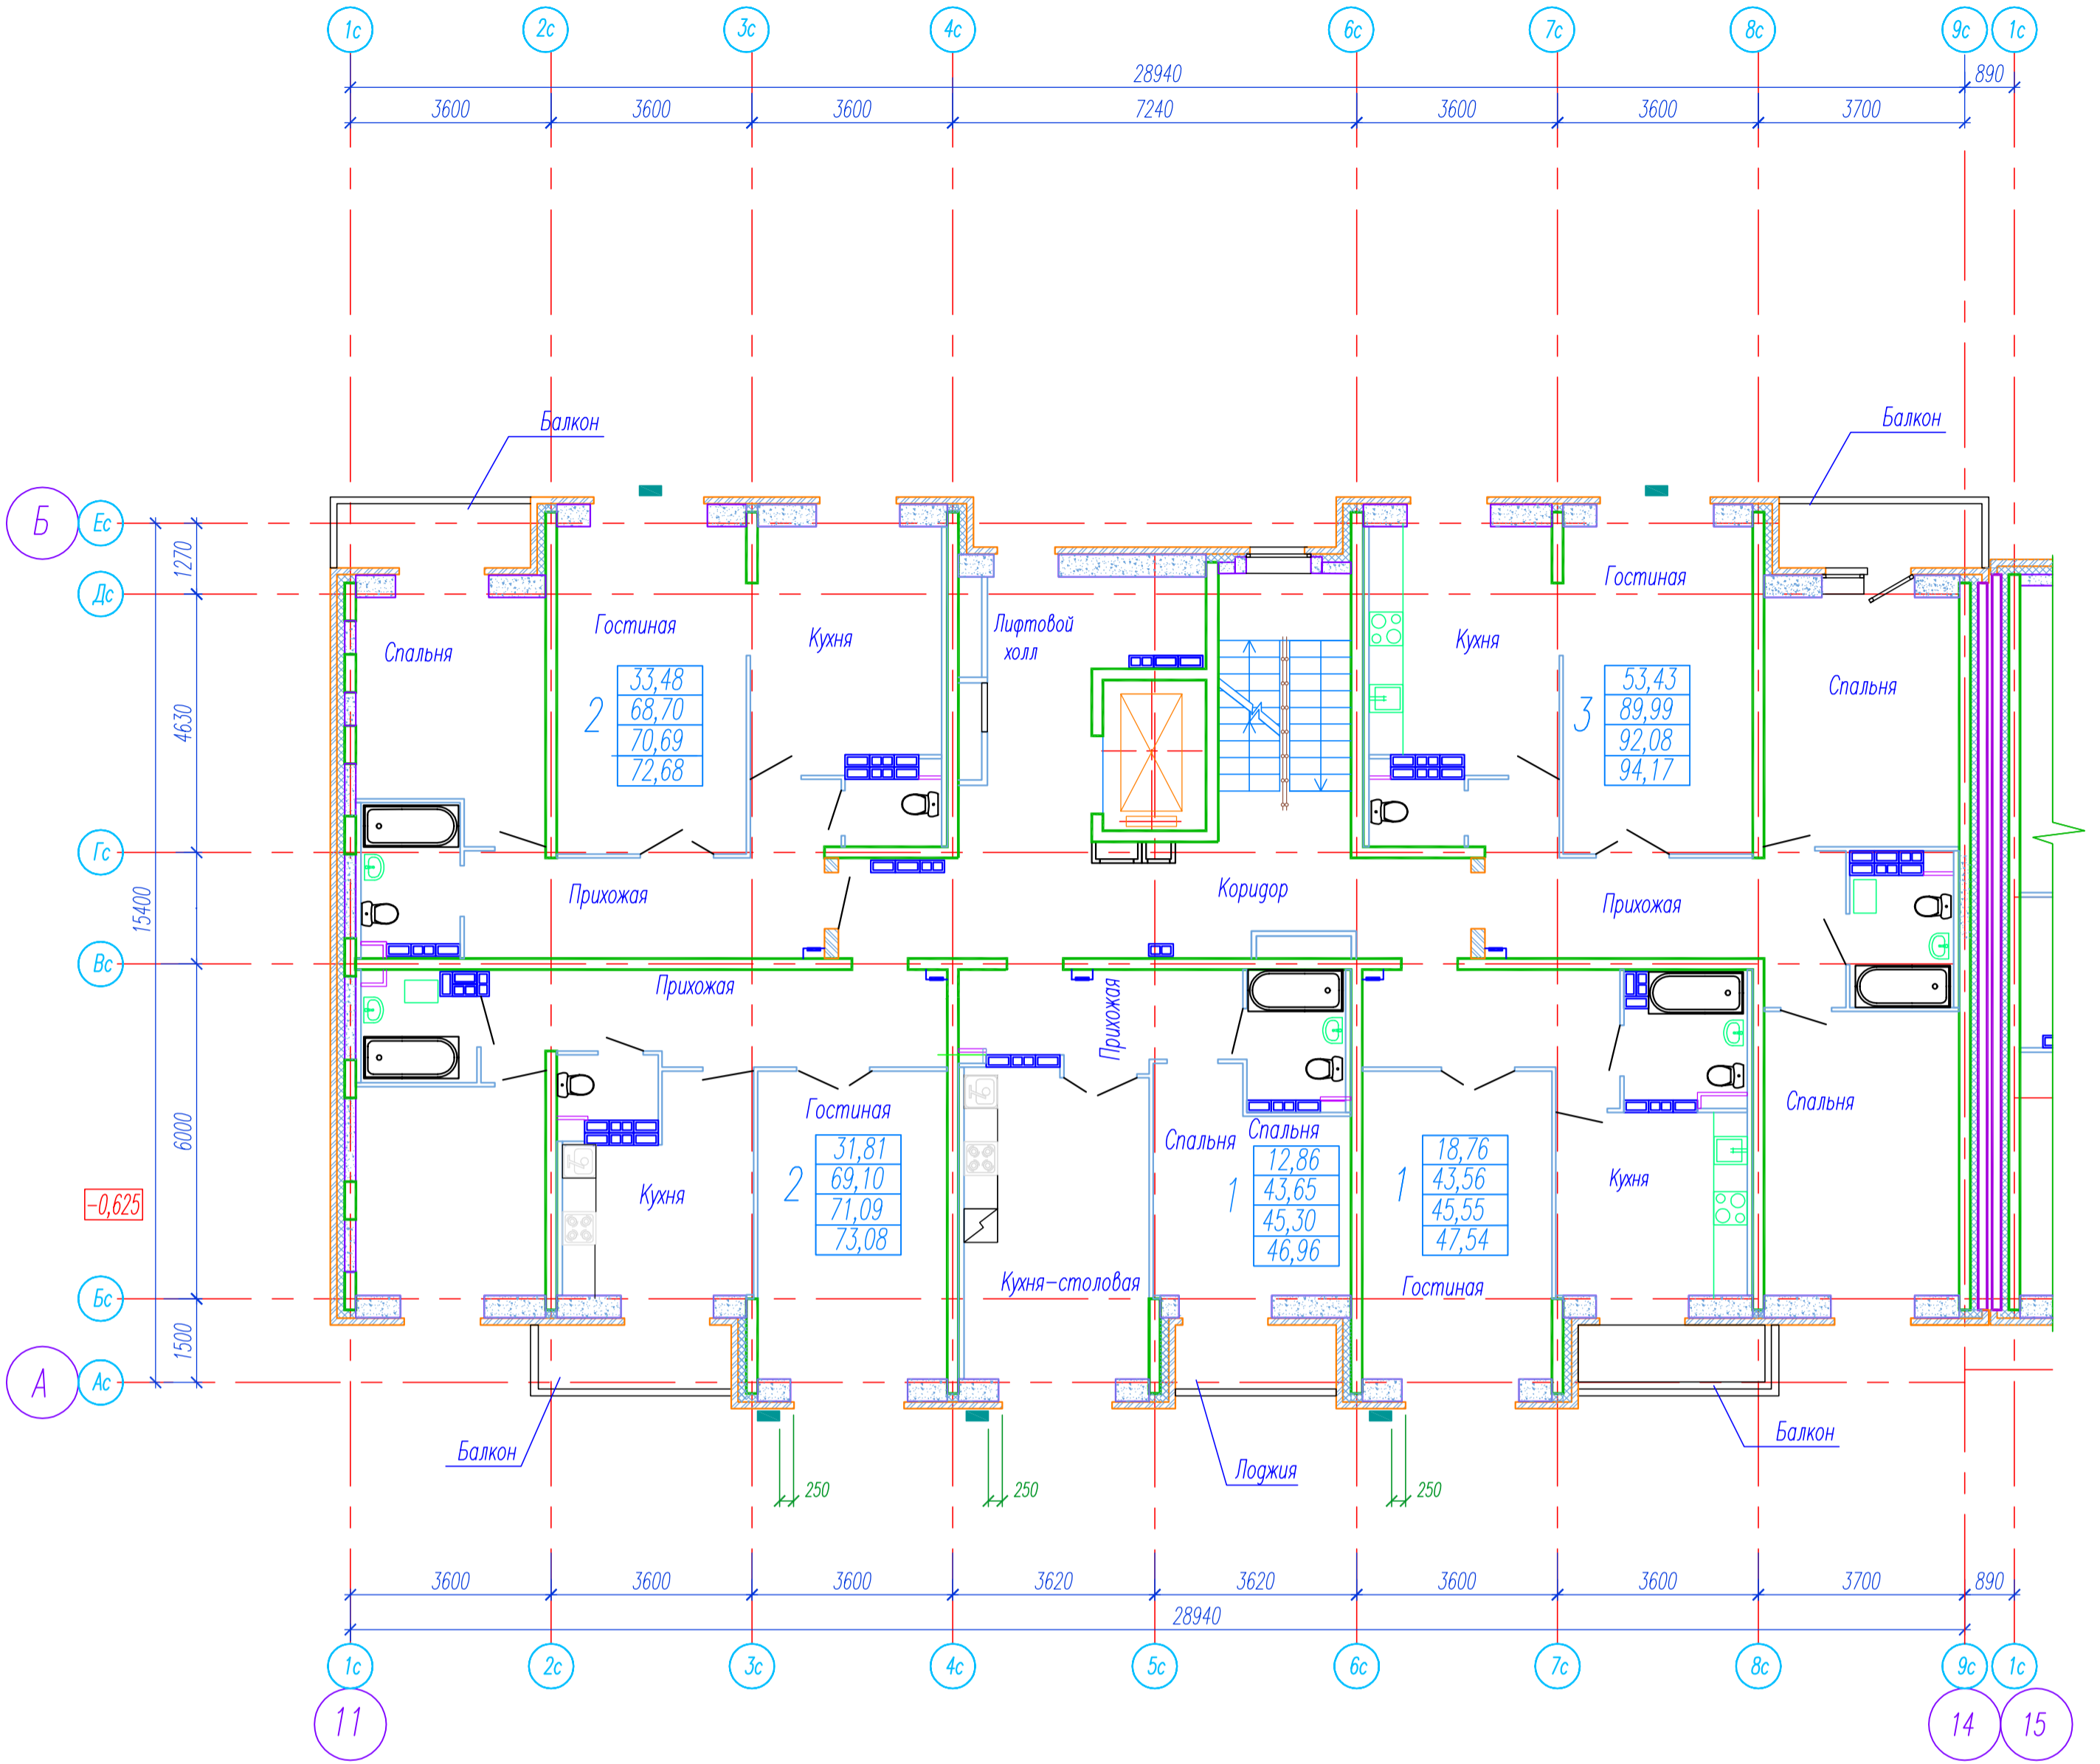 1с 2с 3с 4с 6с 7с 8с 9с 1с
28940 890
3600 3600 3600 7240 3600 3600 3700
Балкон
Балкон
Б Ес
1270
Дс
Гостиная
Гостиная
Лифтовой
холл
Кухня
Кухня
Спальня
Спальня
4630
2
33,48
68,70
70,69
72,68
3
53,43
89,99
92,08
94,17
Гс
15400
Прихожая
Коридор
Прихожая
Вс
Прихожая
Прихожая
6000
Гостиная
Спальня
Спальня
Спальня
2
31,81
69,10
71,09
73,08
1
12,86
43,65
45,30
46,96
1
18,76
43,56
45,55
47,54
Кухня
Кухня
-0,625
Кухня-столовая
Гостиная
Бс
1500
А Ас
Балкон
Лоджия
Балкон
250 250 250
3600 3600 3600 3620 3620 3600 3600 3700 890
28940
1с 2с 3с 4с 5с 6с 7с 8с 9с 1с
11 14 15